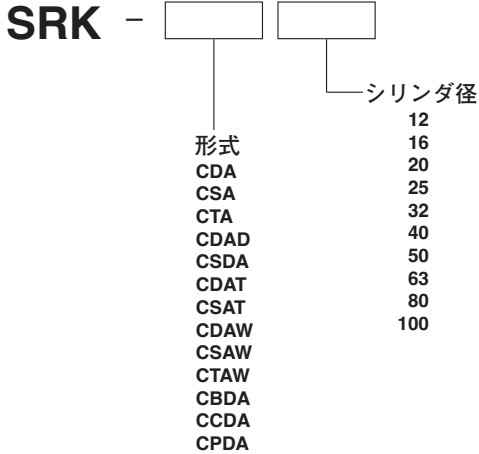 SRK -
シリンダ径
12
16
20
25
32
40
50
63
80
100
形式
CDA
CSA
CTA
CDAD
CSDA
CDAT
CSAT
CDAW
CSAW
CTAW
CBDA
CCDA
CPDA